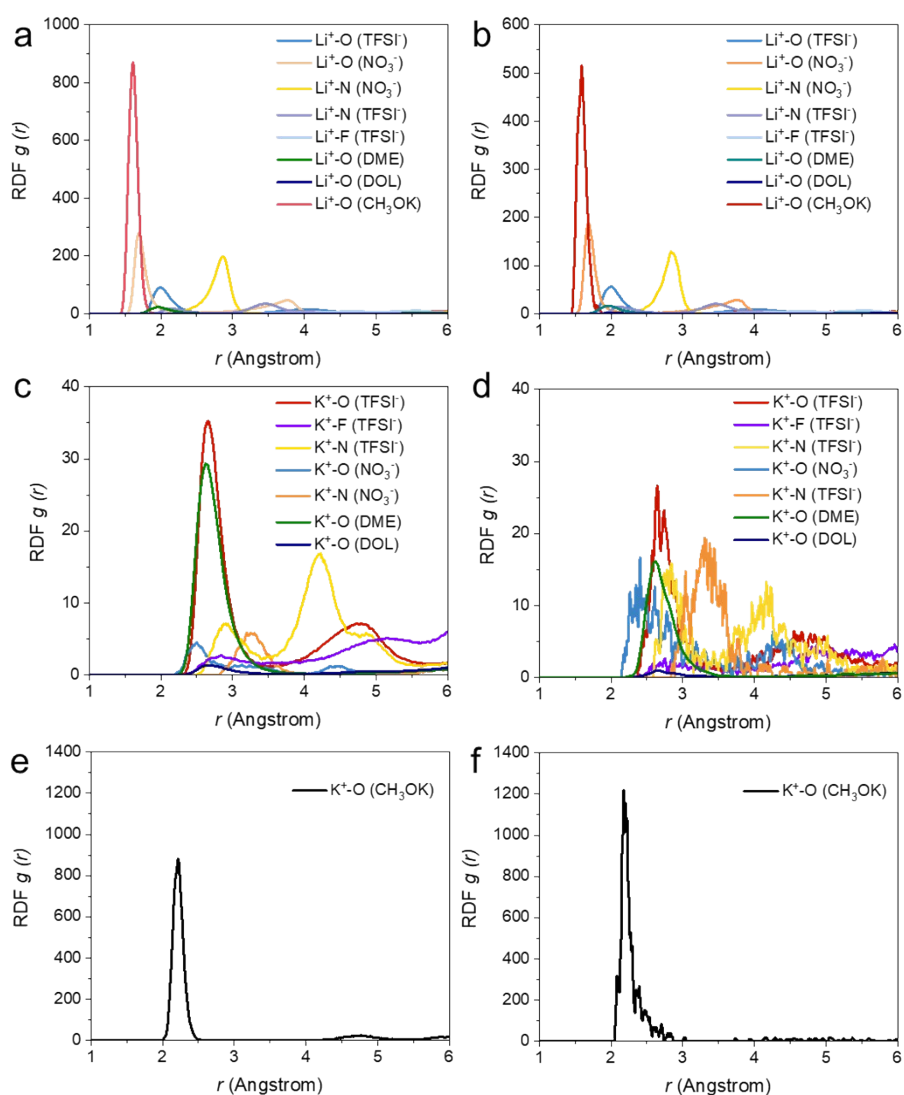 a
1000
800
600
400
200
0
RDF g (r)
Li⁺-O (TFSI⁻)
Li⁺-O (NO₃⁻)
Li⁺-N (NO₃⁻)
Li⁺-N (TFSI⁻)
Li⁺-F (TFSI⁻)
Li⁺-O (DME)
Li⁺-O (DOL)
Li⁺-O (CH₃OK)
1 2 3 4 5 6
r (Angstrom)
b
600
500
400
300
200
100
0
RDF g (r)
Li⁺-O (TFSI⁻)
Li⁺-O (NO₃⁻)
Li⁺-N (NO₃⁻)
Li⁺-N (TFSI⁻)
Li⁺-F (TFSI⁻)
Li⁺-O (DME)
Li⁺-O (DOL)
Li⁺-O (CH₃OK)
1 2 3 4 5 6
r (Angstrom)
c
40
30
20
10
0
RDF g (r)
K⁺-O (TFSI⁻)
K⁺-F (TFSI⁻)
K⁺-N (TFSI⁻)
K⁺-O (NO₃⁻)
K⁺-N (NO₃⁻)
K⁺-O (DME)
K⁺-O (DOL)
1 2 3 4 5 6
r (Angstrom)
d
40
30
20
10
0
RDF g (r)
K⁺-O (TFSI⁻)
K⁺-F (TFSI⁻)
K⁺-N (TFSI⁻)
K⁺-O (NO₃⁻)
K⁺-N (TFSI⁻)
K⁺-O (DME)
K⁺-O (DOL)
1 2 3 4 5 6
r (Angstrom)
e
1400
1200
1000
800
600
400
200
0
RDF g (r)
K⁺-O (CH₃OK)
1 2 3 4 5 6
r (Angstrom)
f
1400
1200
1000
800
600
400
200
0
RDF g (r)
K⁺-O (CH₃OK)
1 2 3 4 5 6
r (Angstrom)